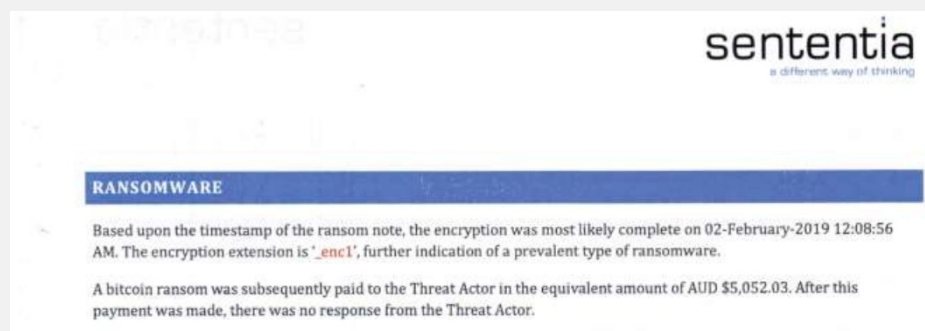 sententia
a different way of thinking
RANSOMWARE
Based upon the timestamp of the ransom note, the encryption was most likely complete on 02-February-2019 12:08:56
AM. The encryption extension is '_enc1', further indication of a prevalent type of ransomware.
A bitcoin ransom was subsequently paid to the Threat Actor in the equivalent amount of AUD $5,052.03. After this
payment was made, there was no response from the Threat Actor.